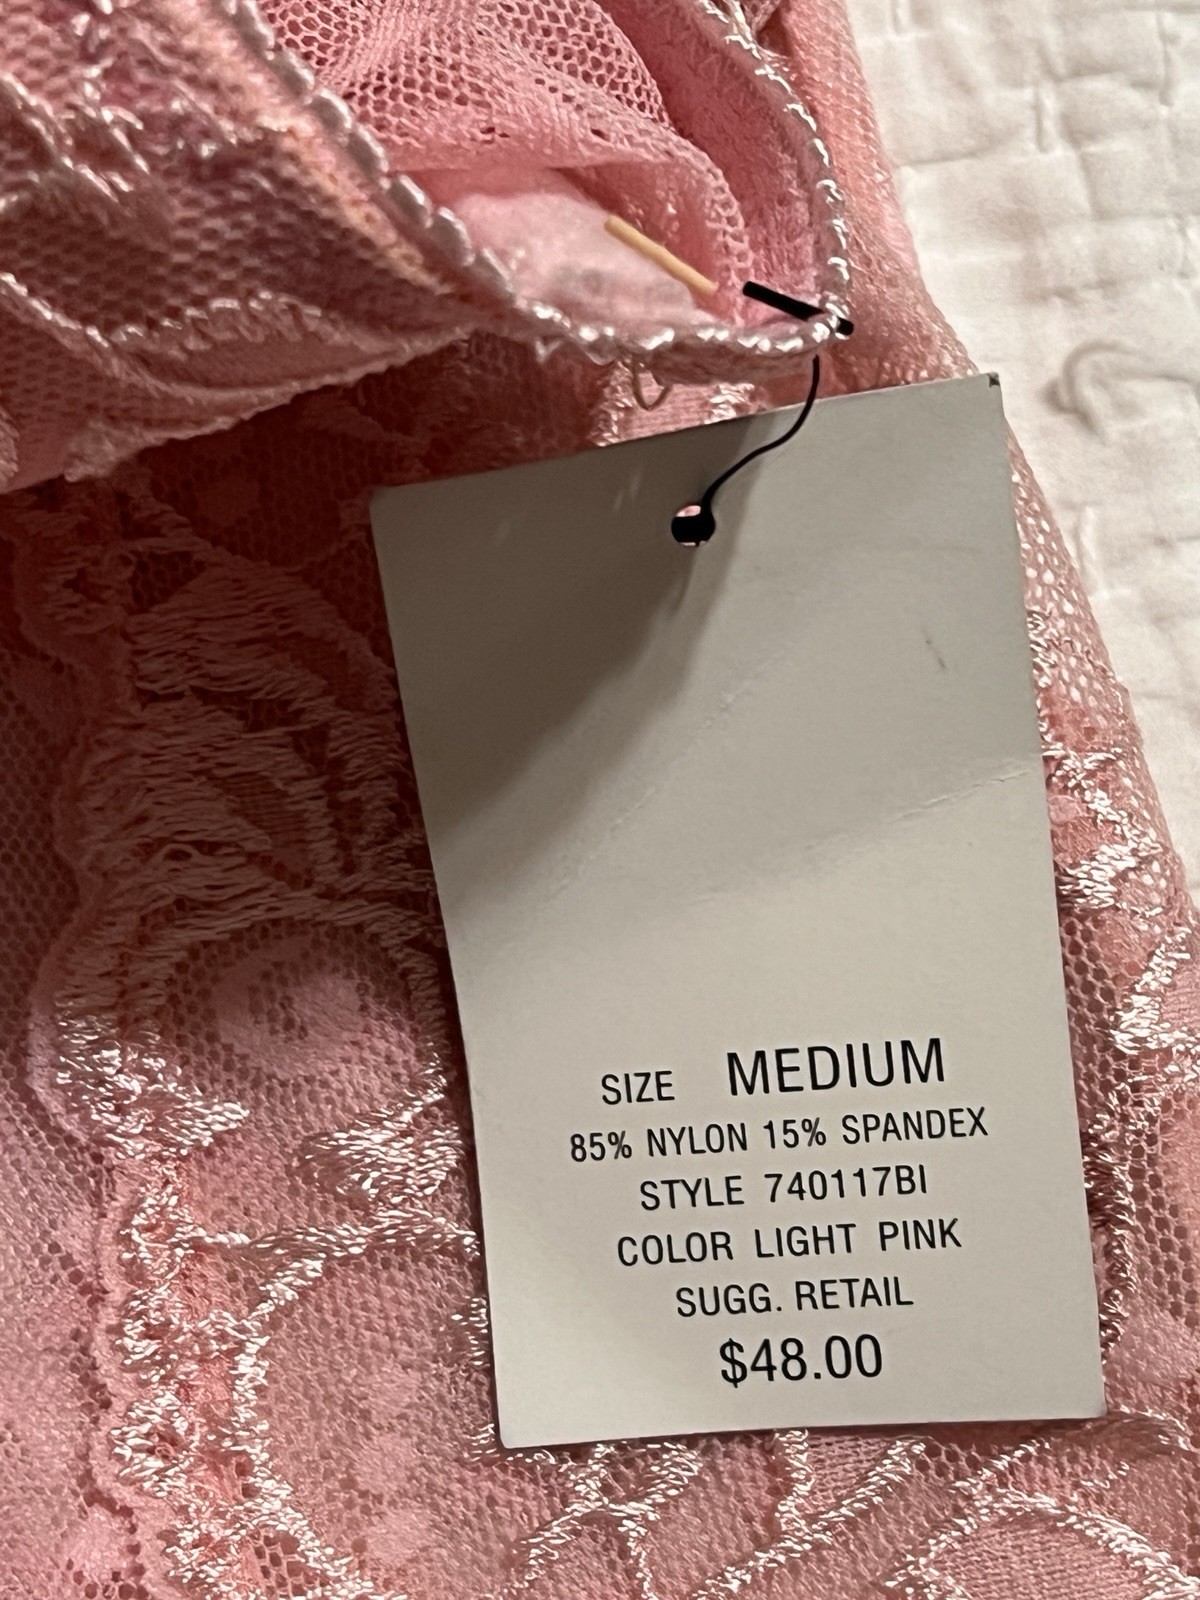 SIZE MEDIUM
85% NYLON 15% SPANDEX
STYLE 740117BI
COLOR LIGHT PINK
SUGG. RETAIL
$48.00